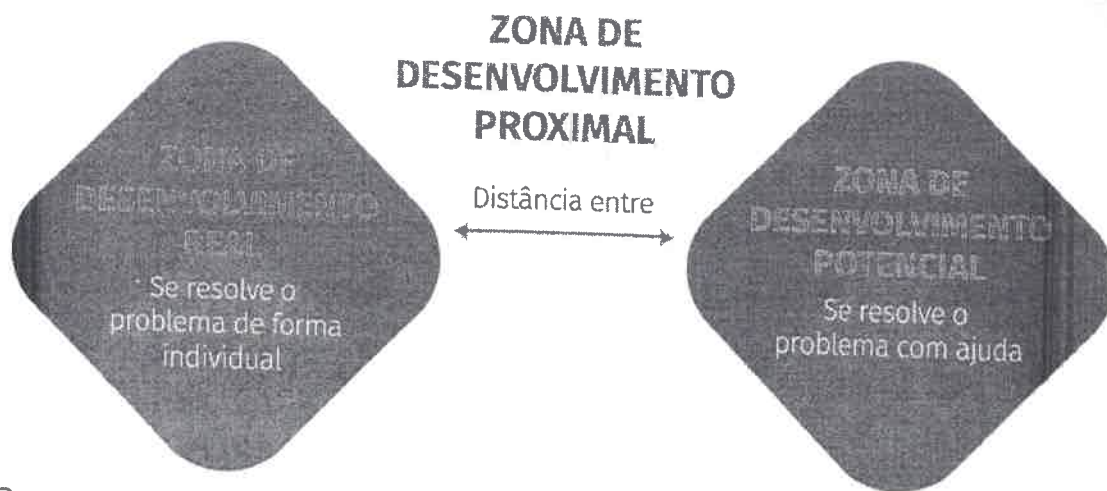 ZONA DE
DESENVOLVIMENTO
PROXIMAL
Distância entre
ZONA DE
DESENVOLVIMENTO
REAL
Se resolve o
problema de forma
individual
ZONA DE
DESENVOLVIMENTO
POTENCIAL
Se resolve o
problema com ajuda